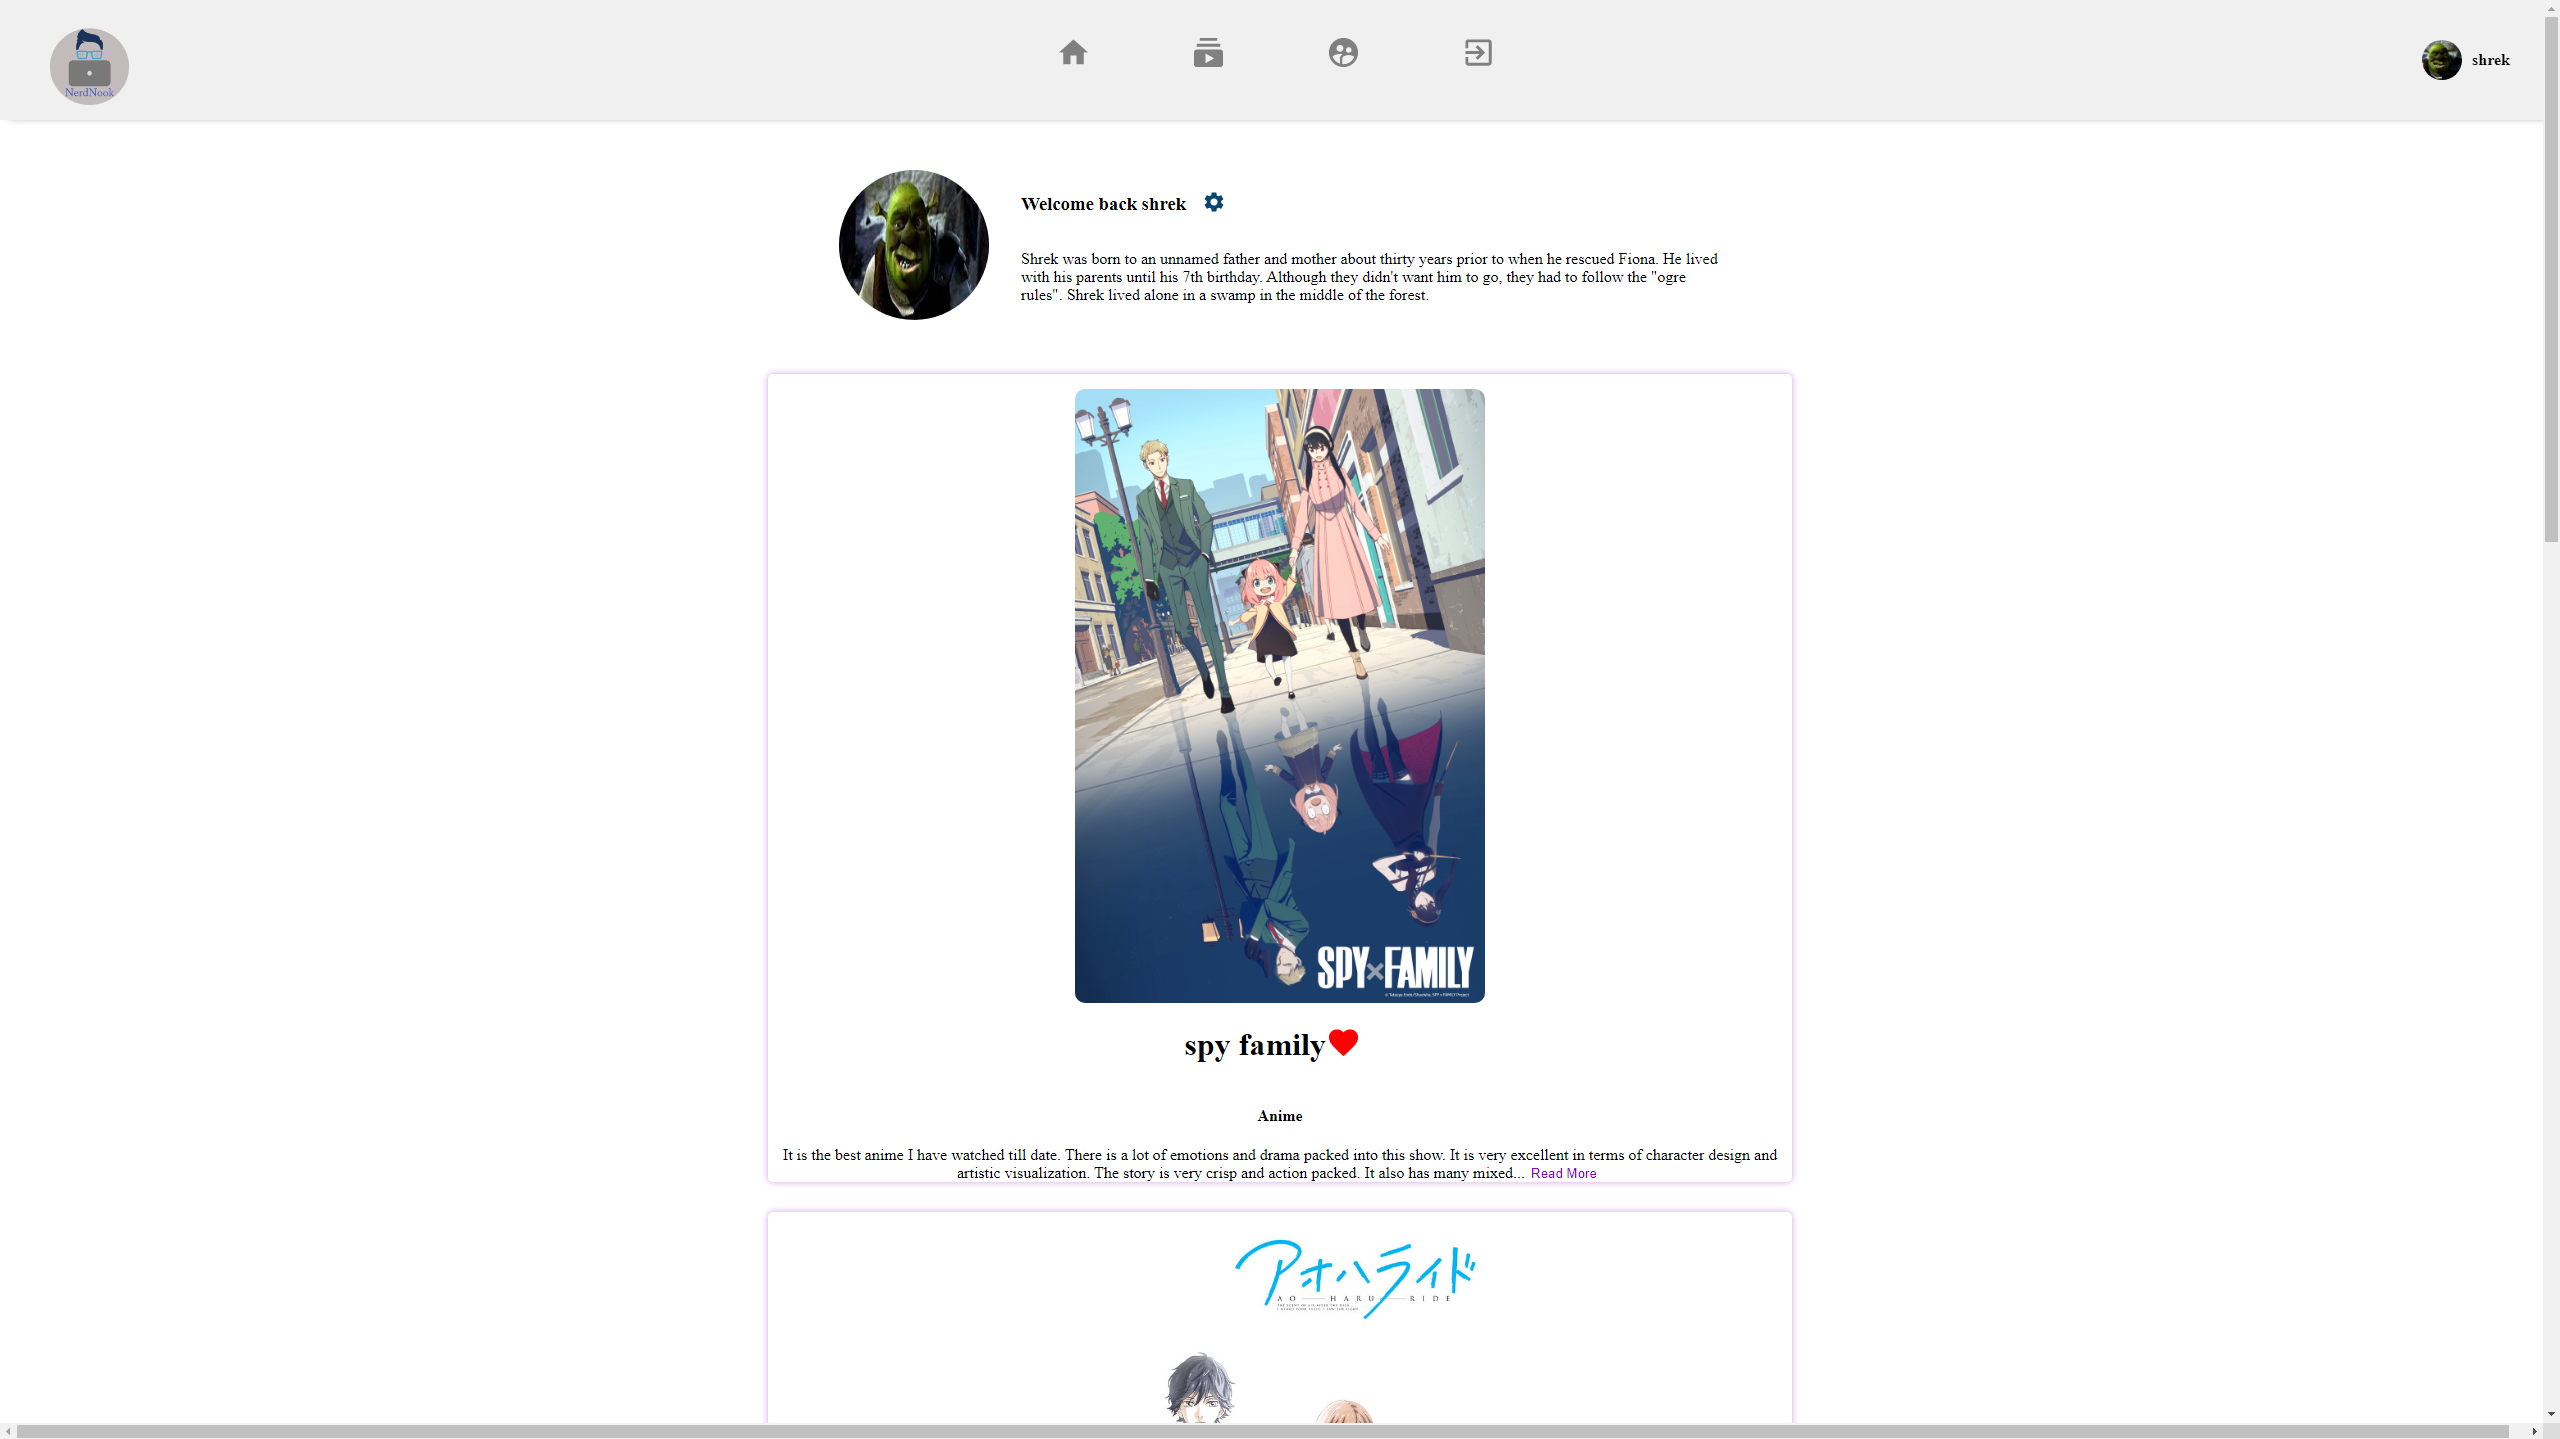 NerdNook
shrek
Welcome back shrek
Shrek was born to an unnamed father and mother about thirty years prior to when he rescued Fiona. He lived
with his parents until his 7th birthday. Although they didn't want him to go, they had to follow the "ogre
rules". Shrek lived alone in a swamp in the middle of the forest.
SPY×FAMILY
spy family
Anime
It is the best anime I have watched till date. There is a lot of emotions and drama packed into this show. It is very excellent in terms of character design and
artistic visualization. The story is very crisp and action packed. It also has many mixed... Read More
アオハライド
AO HARU RIDE